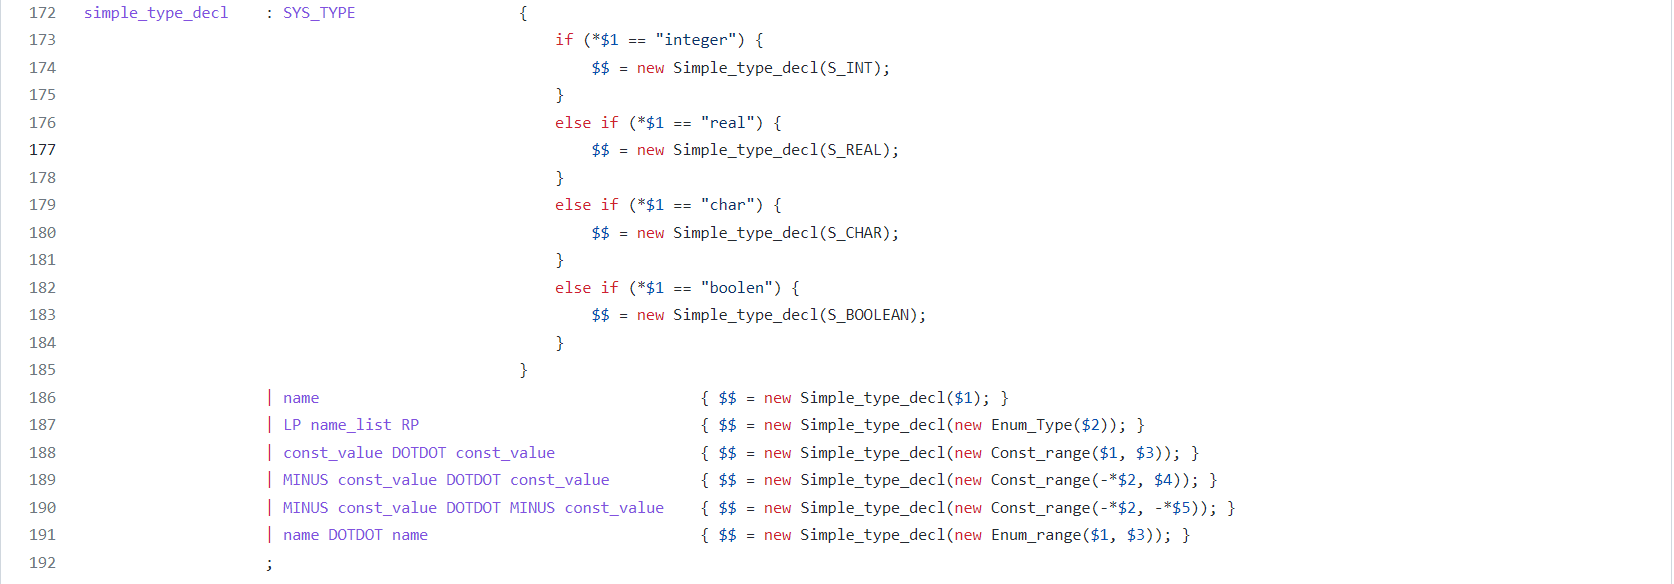 172 simple_type_decl : SYS_TYPE {
173 if (*$1 == "integer") {
174 $$ = new Simple_type_decl(S_INT);
175 }
176 else if (*$1 == "real") {
177 $$ = new Simple_type_decl(S_REAL);
178 }
179 else if (*$1 == "char") {
180 $$ = new Simple_type_decl(S_CHAR);
181 }
182 else if (*$1 == "boolen") {
183 $$ = new Simple_type_decl(S_BOOLEAN);
184 }
185 }
186 | name { $$ = new Simple_type_decl($1); }
187 | LP name_list RP { $$ = new Simple_type_decl(new Enum_Type($2)); }
188 | const_value DOTDOT const_value { $$ = new Simple_type_decl(new Const_range($1, $3)); }
189 | MINUS const_value DOTDOT const_value { $$ = new Simple_type_decl(new Const_range(-*$2, $4)); }
190 | MINUS const_value DOTDOT MINUS const_value { $$ = new Simple_type_decl(new Const_range(-*$2, -*$5)); }
191 | name DOTDOT name { $$ = new Simple_type_decl(new Enum_range($1, $3)); }
192 ;